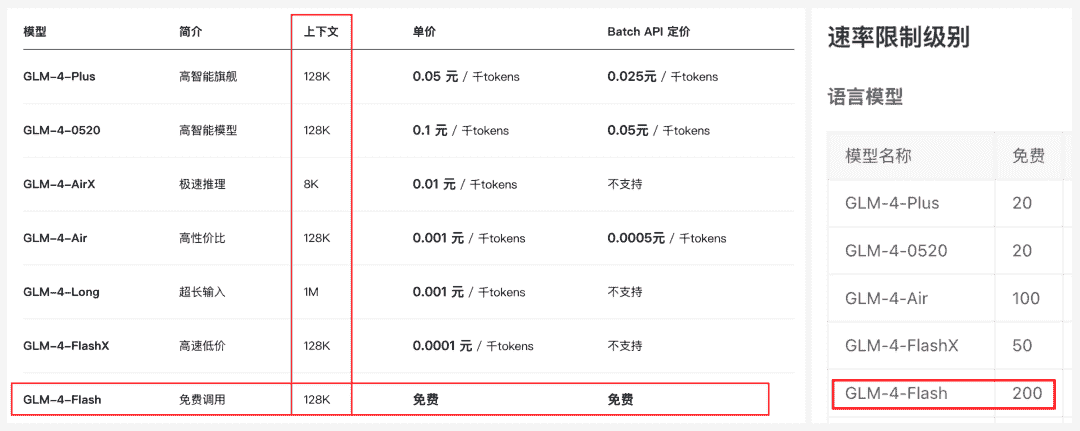 模型 简介 上下文 单价 Batch API 定价
GLM-4-Plus 高智能旗舰 128K 0.05 元 / 千tokens 0.025元 / 千tokens
GLM-4-0520 高智能模型 128K 0.1 元 / 千tokens 0.05元 / 千tokens
GLM-4-AirX 极速推理 8K 0.01 元 / 千tokens 不支持
GLM-4-Air 高性价比 128K 0.001 元 / 千tokens 0.0005元 / 千tokens
GLM-4-Long 超长输入 1M 0.001 元 / 千tokens 不支持
GLM-4-FlashX 高速低价 128K 0.0001 元 / 千tokens 不支持
GLM-4-Flash 免费调用 128K 免费 免费
速率限制级别
语言模型
模型名称 免费
GLM-4-Plus 20
GLM-4-0520 20
GLM-4-Air 100
GLM-4-FlashX 50
GLM-4-Flash 200